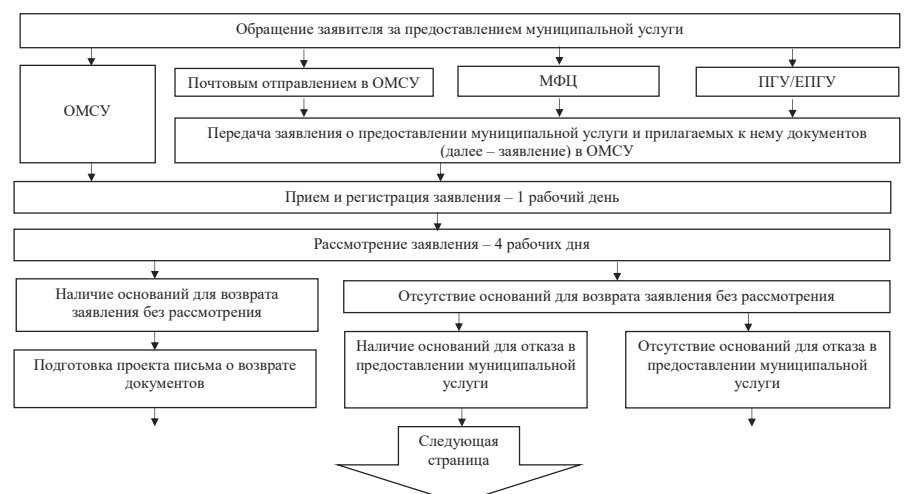 Обращение заявителя за предоставлением муниципальной услуги
ОМСУ
Почтовым отправлением в ОМСУ
МФЦ
ПГУ/ЕПГУ
Передача заявления о предоставлении муниципальной услуги и прилагаемых к нему документов
(далее – заявление) в ОМСУ
Прием и регистрация заявления – 1 рабочий день
Рассмотрение заявления – 4 рабочих дня
Наличие оснований для возврата
заявления без рассмотрения
Отсутствие оснований для возврата заявления без рассмотрения
Подготовка проекта письма о возврате
документов
Наличие оснований для отказа
в предоставлении муниципальной
услуги
Отсутствие оснований для отказа в
предоставлении муниципальной
услуги
Следующая
страница